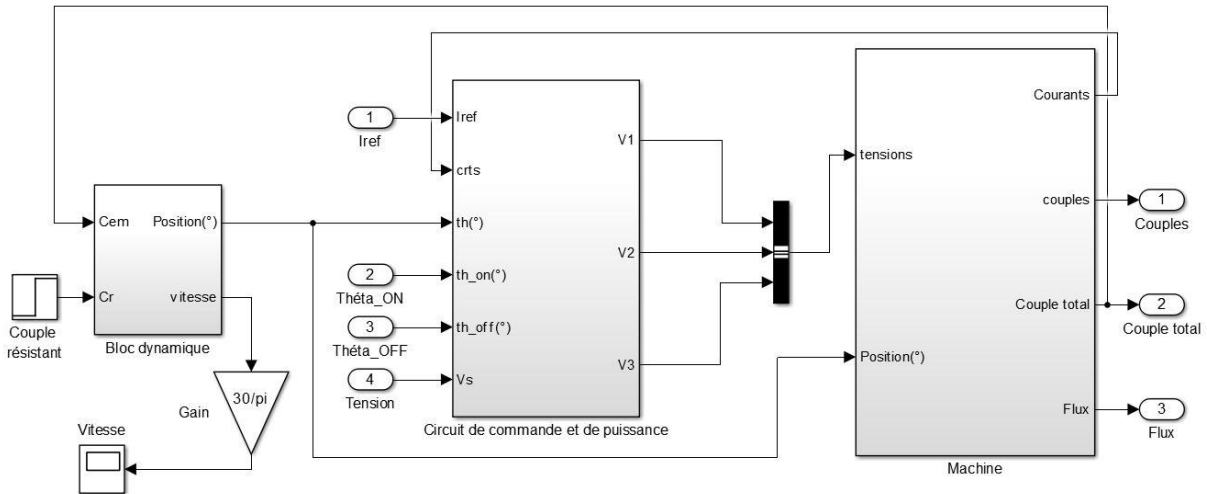 Courants
1
Iref
Iref
V1
crts
tensions
Cem
Position(°)
th(°)
couples
1
Couples
V2
2
th_on(°)
Théta_ON
Cr
vitesse
Couple total
2
Couple total
Couple
résistant
Bloc dynamique
3
th_off(°)
Théta_OFF
V3
Position(°)
4
Vs
Tension
30/pi
Gain
Flux
3
Flux
Vitesse
Circuit de commande et de puissance
Machine